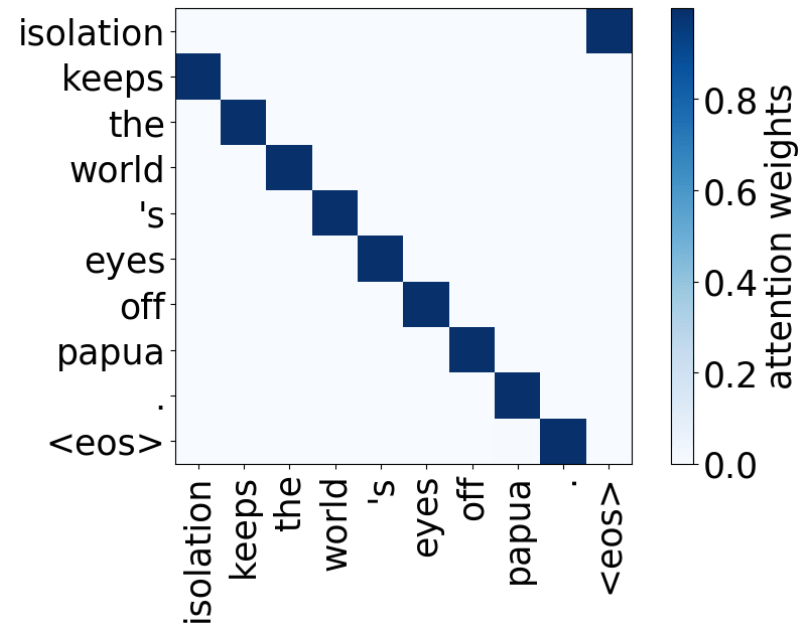 isolation
keeps
the
world
's
eyes
off
papua
.
<eos>
isolation
keeps
the
world
's
eyes
off
papua
.
<eos>
0.8
0.6
0.4
0.2
0.0
attention weights